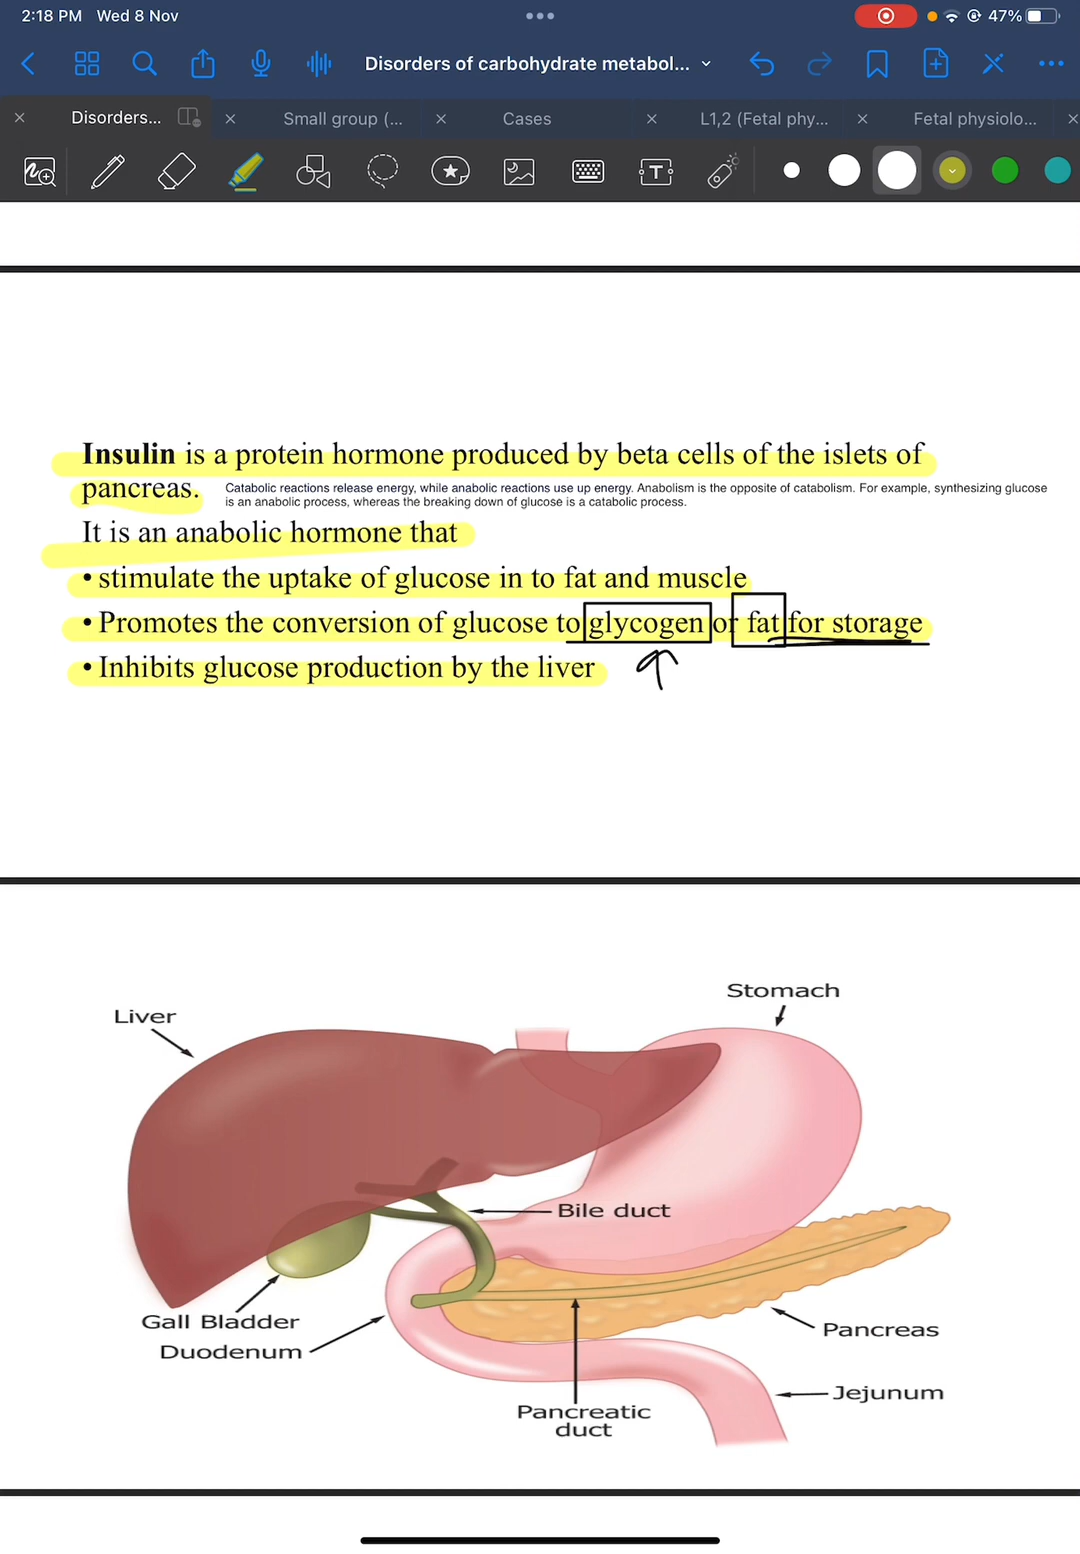 2:18 PM Wed 8 Nov
47%
Disorders of carbohydrate metabol...
Disorders...
Small group (...
Cases
L1,2 (Fetal phy...
Fetal physiolo...
Insulin is a protein hormone produced by beta cells of the islets of
pancreas.
Catabolic reactions release energy, while anabolic reactions use up energy. Anabolism is the opposite of catabolism. For example, synthesizing glucose
is an anabolic process, whereas the breaking down of glucose is a catabolic process.
It is an anabolic hormone that
• stimulate the uptake of glucose in to fat and muscle
• Promotes the conversion of glucose to glycogen or fat for storage
• Inhibits glucose production by the liver
Stomach
Liver
Bile duct
Gall Bladder
Duodenum
Pancreas
Jejunum
Pancreatic
duct